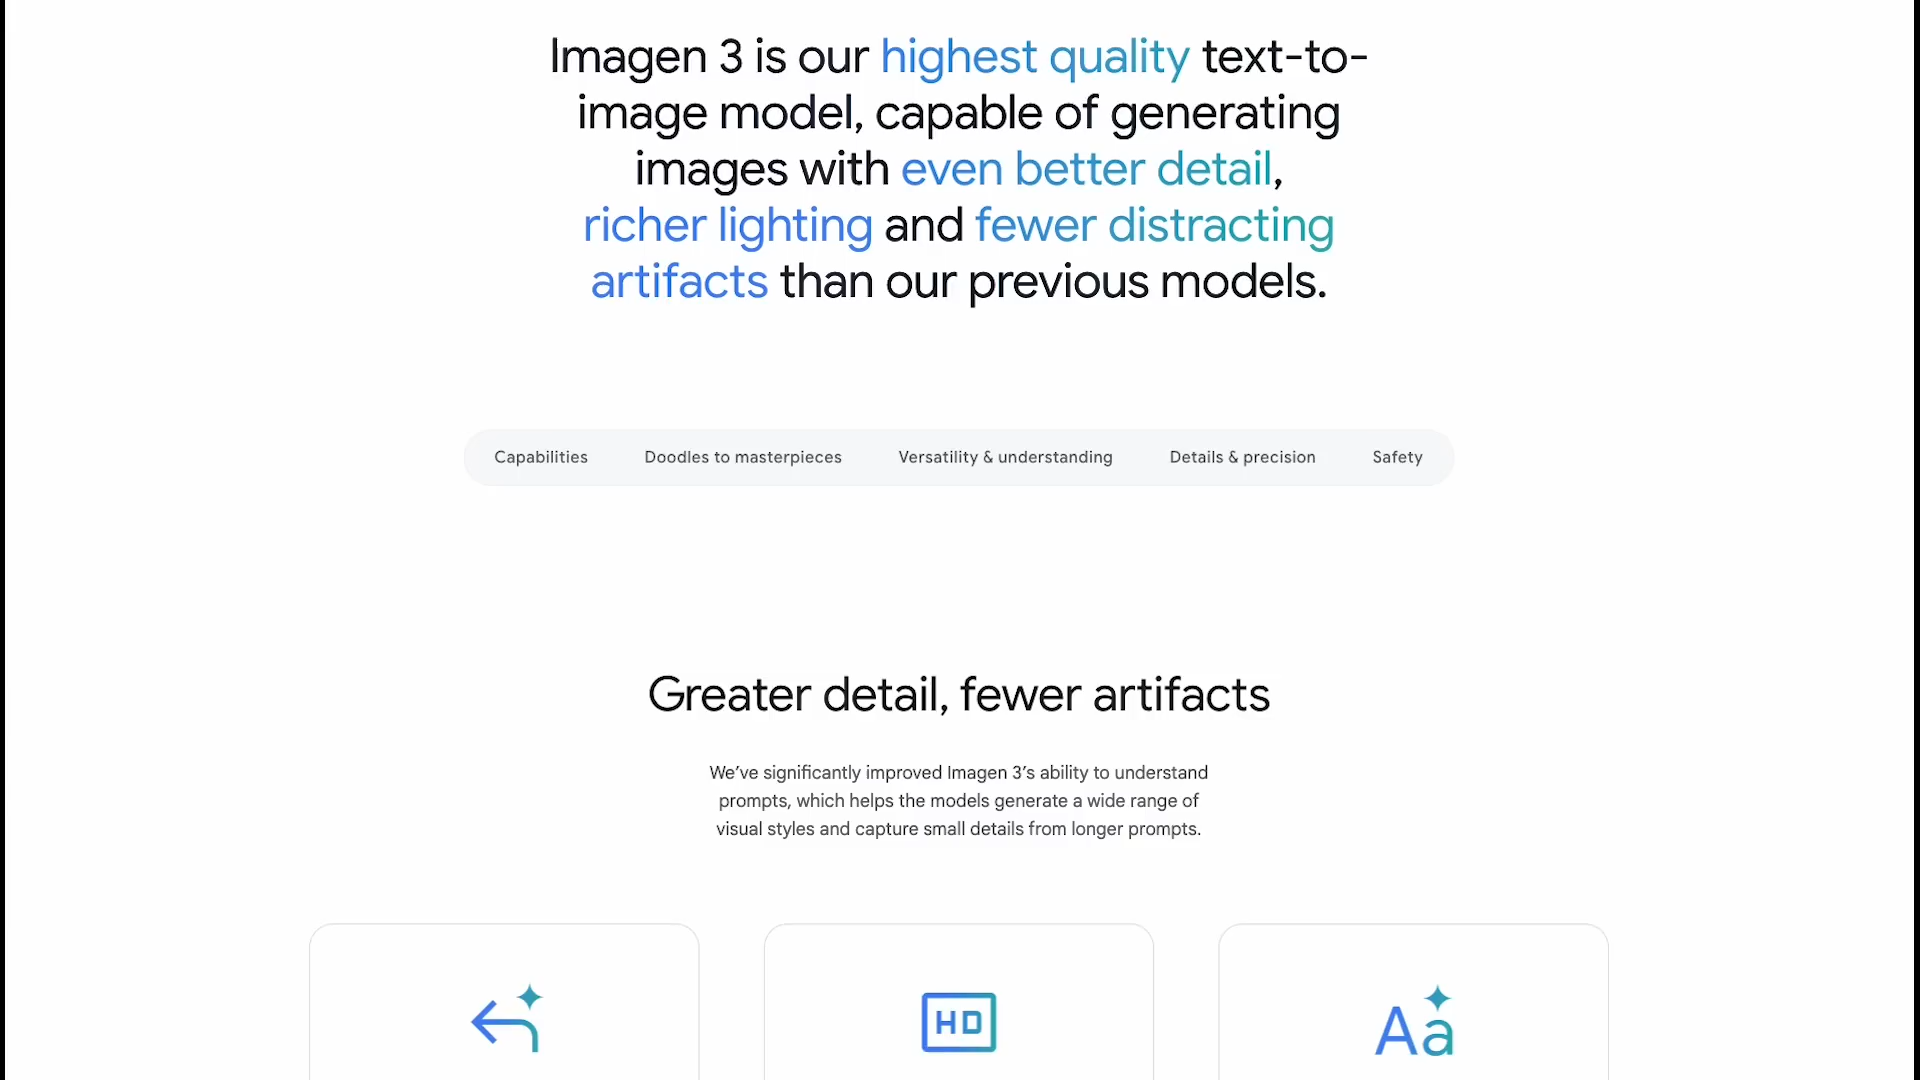 Imagen 3 is our highest quality text-to-
image model, capable of generating
images with even better detail,
richer lighting and fewer distracting
artifacts than our previous models.
Capabilities
Doodles to masterpieces
Versatility & understanding
Details & precision
Safety
Greater detail, fewer artifacts
We’ve significantly improved Imagen 3’s ability to understand
prompts, which helps the models generate a wide range of
visual styles and capture small details from longer prompts.
HD
Aa